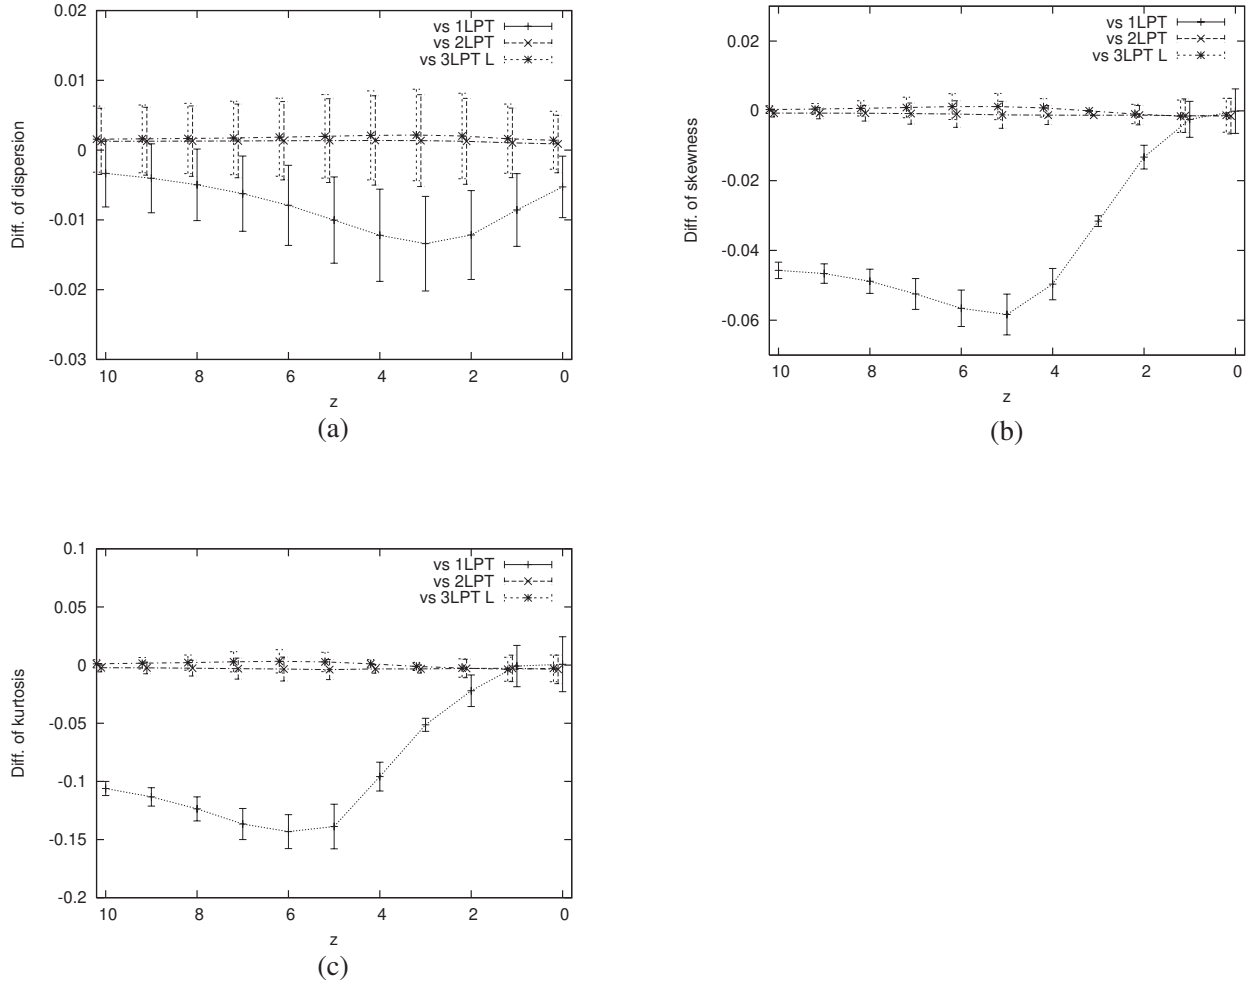 0.02
0.01
0
-0.01
-0.02
-0.03
10 8 6 4 2 0
Diff. of dispersion
z
vs 1LPT
vs 2LPT
vs 3LPT L
(a)
0.02
0
-0.02
-0.04
-0.06
10 8 6 4 2 0
Diff. of skewness
z
vs 1LPT
vs 2LPT
vs 3LPT L
(b)
0.1
0.05
0
-0.05
-0.1
-0.15
-0.2
10 8 6 4 2 0
Diff. of kurtosis
z
vs 1LPT
vs 2LPT
vs 3LPT L
(c)